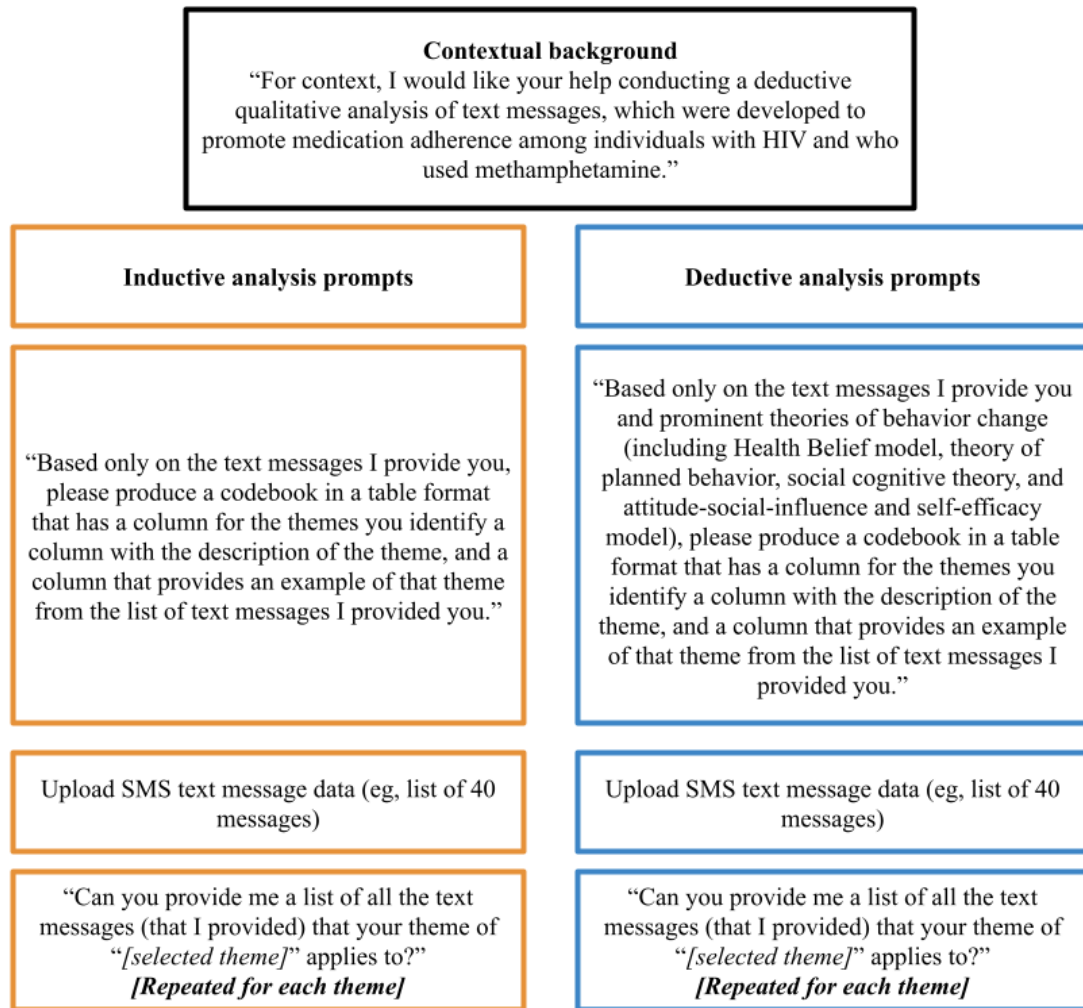 Contextual background
“For context, I would like your help conducting a deductive
qualitative analysis of text messages, which were developed to
promote medication adherence among individuals with HIV and who
used methamphetamine.”
Inductive analysis prompts
“Based only on the text messages I provide you,
please produce a codebook in a table format
that has a column for the themes you identify a
column with the description of the theme, and a
column that provides an example of that theme
from the list of text messages I provided you.”
Upload SMS text message data (eg, list of 40
messages)
“Can you provide me a list of all the text
messages (that I provided) that your theme of
“[selected theme]” applies to?”
[Repeated for each theme]
Deductive analysis prompts
“Based only on the text messages I provide you
and prominent theories of behavior change
(including Health Belief model, theory of
planned behavior, social cognitive theory, and
attitude-social-influence and self-efficacy
model), please produce a codebook in a table
format that has a column for the themes you
identify a column with the description of the
theme, and a column that provides an example
of that theme from the list of text messages I
provided you.”
Upload SMS text message data (eg, list of 40
messages)
“Can you provide me a list of all the text
messages (that I provided) that your theme of
“[selected theme]” applies to?”
[Repeated for each theme]